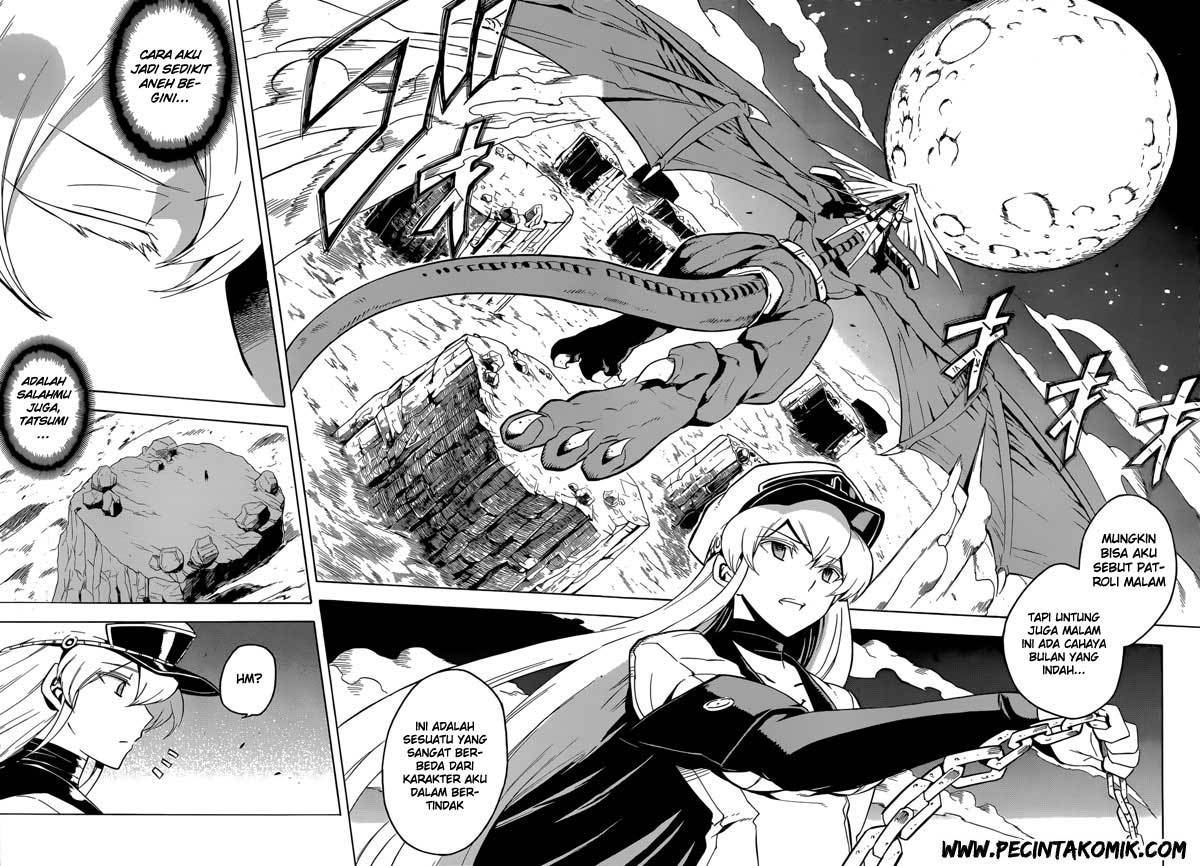 MUNGKIN
BISA AKU
SEBUT PAT-
ROLI MALAM
TAPI UNTUNG
JUGA MALAM
INI ADA CAHAYA
BULAN YANG
INDAH...
INI ADALAH
SESUATU YANG
SANGAT BER-
BEDA DARI
KARAKTER AKU
DALAM BER-
TINDAK
CARA AKU
JADI SEDIKIT
ANEH BE-
GINI...
ADALAH
SALAHMU
JUGA,
TATSUMI
...
HM?
WWW.PECINTAKOMIK.COM